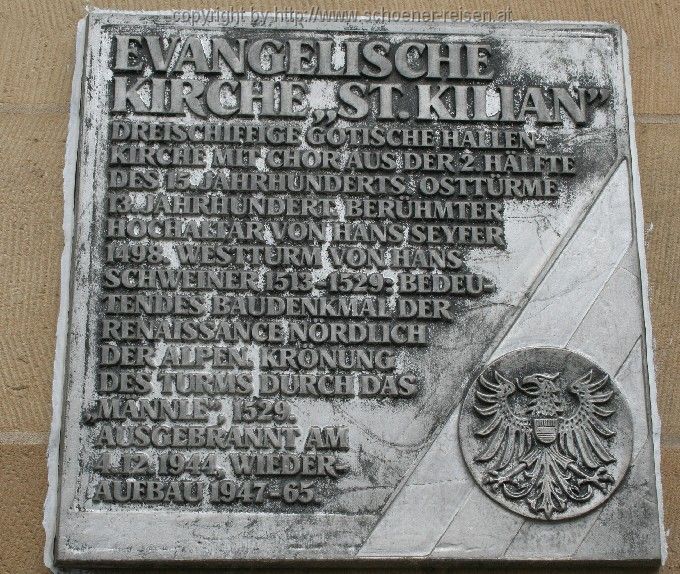 copyright by http://www.schoener-reisen.at
EVANGELISCHE
KIRCHE „ST. KILIAN”
DREISCHIFFIGE GOTISCHE HALLEN-
KIRCHE MIT CHOR AUS DER 2. HÄLFTE
DES 15. JAHRHUNDERTS. OSTTÜRME
13. JAHRHUNDERT. BERÜHMTER
HOCHALTAR VON HANS SEYFER
1498. WESTTURM VON HANS
SCHWEINER 1513-1529: BEDEU-
TENDES BAUDENKMAL DER
RENAISSANCE NÖRDLICH
DER ALPEN. KRÖNUNG
DES TURMS DURCH DAS
„MÄNNLE”, 1529.
AUSGEBRANNT AM
4.12.1944, WIEDER-
AUFBAU 1947-65.